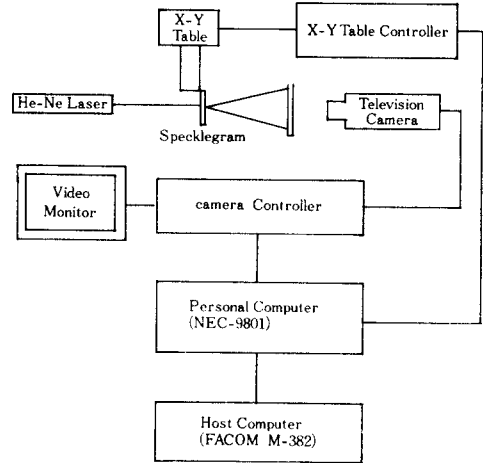 X-Y
Table
X-Y Table Controller
He-Ne Laser
Specklegram
Television
Camera
Video
Monitor
camera Controller
Personal Computer
(NEC-9801)
Host Computer
(FACOM M-382)